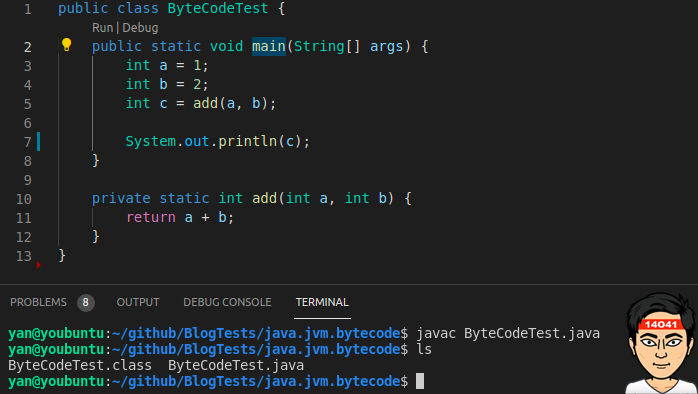 1 public class ByteCodeTest {
Run | Debug
2 public static void main(String[] args) {
3 int a = 1;
4 int b = 2;
5 int c = add(a, b);
6
7 System.out.println(c);
8 }
9
10 private static int add(int a, int b) {
11 return a + b;
12 }
13 }
PROBLEMS 8 OUTPUT DEBUG CONSOLE TERMINAL
yan@youbuntu:~/github/BlogTests/java.jvm.bytecode$ javac ByteCodeTest.java
yan@youbuntu:~/github/BlogTests/java.jvm.bytecode$ ls
ByteCodeTest.class ByteCodeTest.java
yan@youbuntu:~/github/BlogTests/java.jvm.bytecode$
14041